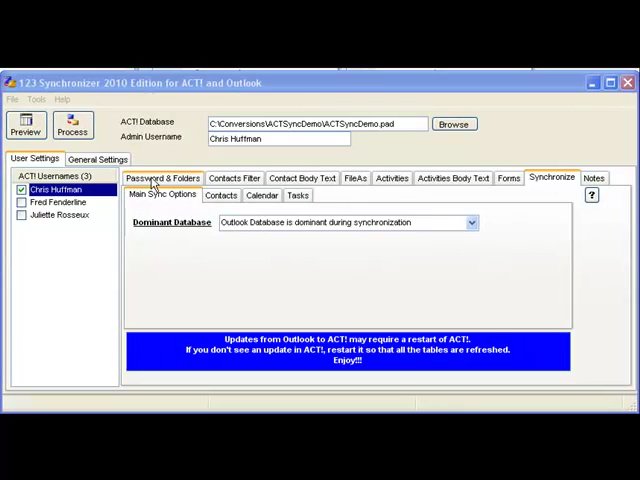 123 Synchronizer 2010 Edition for ACT! and Outlook
File Tools Help
Preview Process
ACT! Database C:\Conversions\ACTSyncDemo\ACTSyncDemo.pad Browse
Admin Username Chris Huffman
User Settings General Settings
ACT! Usernames (3)
Chris Huffman
Fred Fenderline
Juliette Rosseux
Password & Folders Contacts Filter Contact Body Text FileAs Activities Activities Body Text Forms Synchronize Notes
Main Sync Options Contacts Calendar Tasks ?
Dominant Database Outlook Database is dominant during synchronization
Updates from Outlook to ACT! may require a restart of ACT!.
If you don't see an update in ACT!, restart it so that all the tables are refreshed.
Enjoy!!!